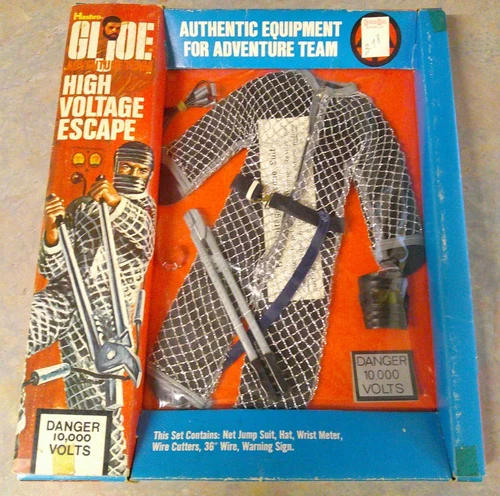 Hasbro
GI JOE
HIGH
VOLTAGE
ESCAPE
AUTHENTIC EQUIPMENT
FOR ADVENTURE TEAM
DANGER
10,000
VOLTS
DANGER
10,000
VOLTS
This Set Contains: Net Jump Suit, Hat, Wrist Meter,
Wire Cutters, 36" Wire, Warning Sign.